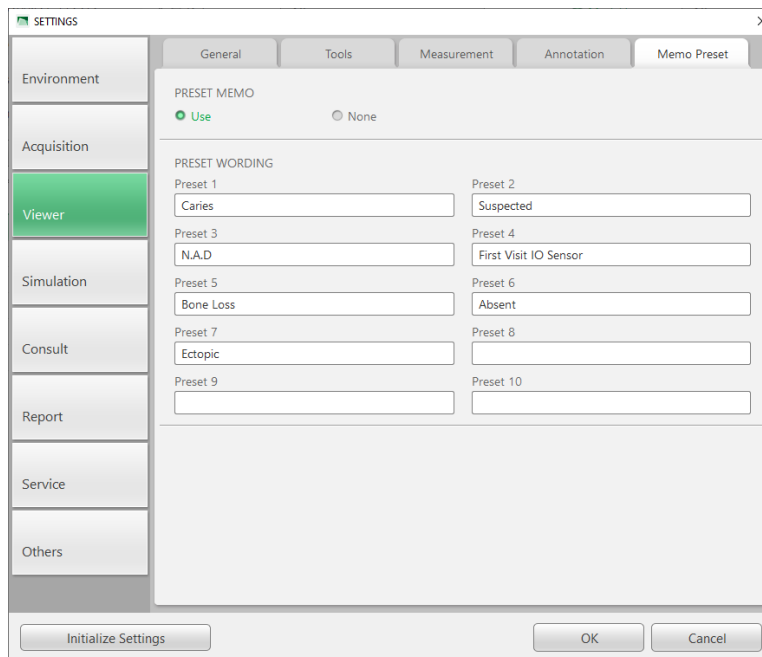 SETTINGS
General Tools Measurement Annotation Memo Preset
Environment
Acquisition
Viewer
Simulation
Consult
Report
Service
Others
PRESET MEMO
Use None
PRESET WORDING
Preset 1 Preset 2
Caries Suspected
Preset 3 Preset 4
N.A.D First Visit IO Sensor
Preset 5 Preset 6
Bone Loss Absent
Preset 7 Preset 8
Ectopic
Preset 9 Preset 10
Initialize Settings OK Cancel